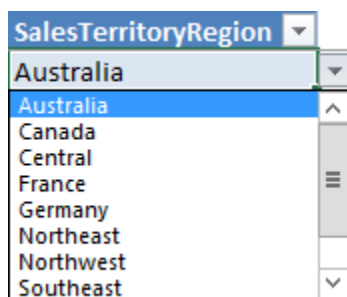 SalesTerritoryRegion
Australia
Australia
Canada
Central
France
Germany
Northeast
Northwest
Southeast